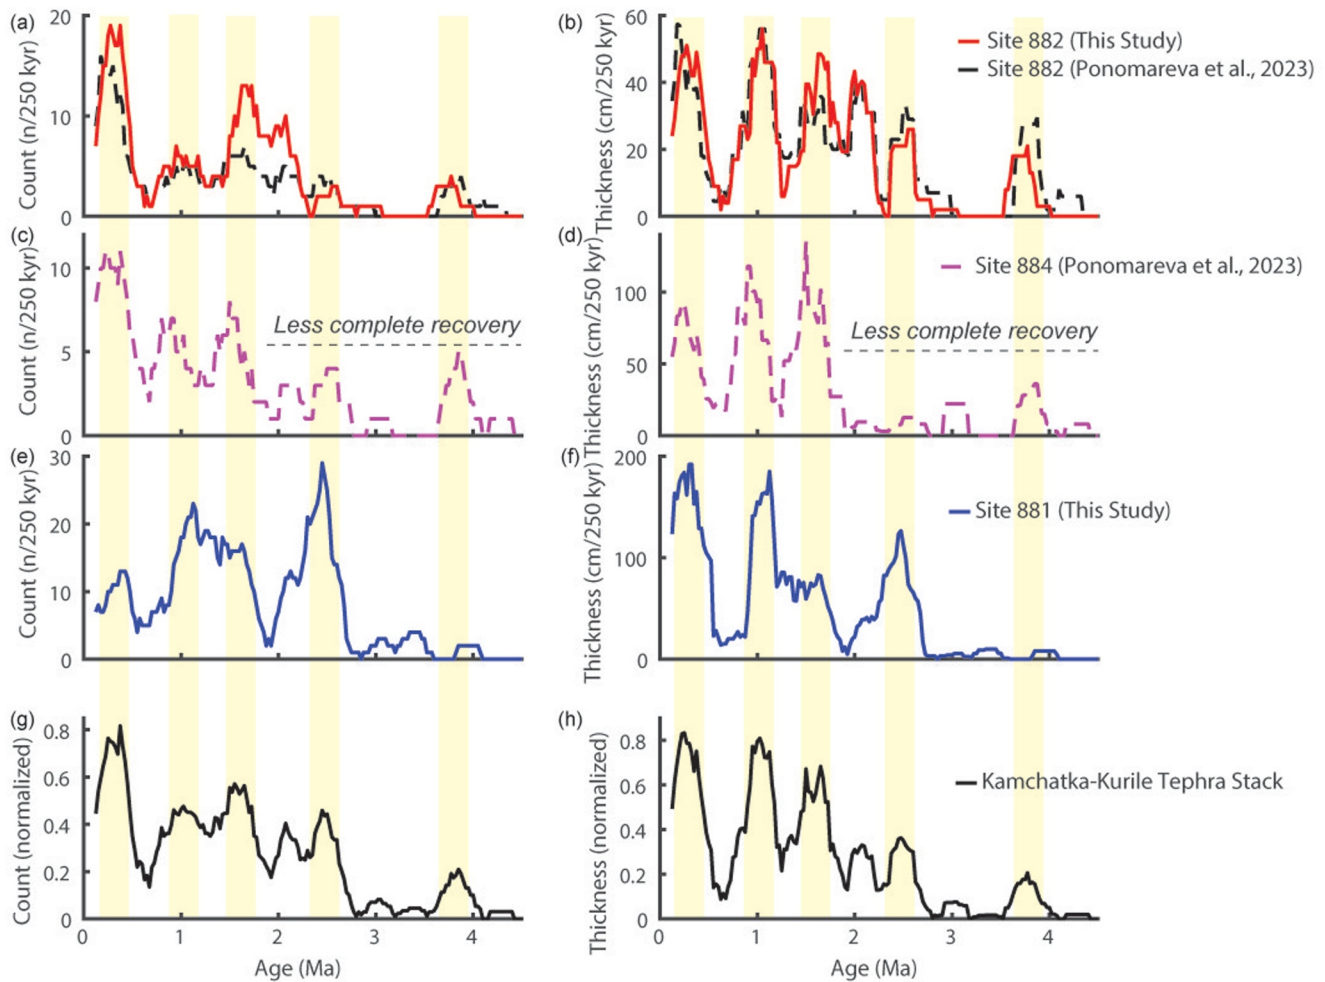 (a)
Count (n/250 kyr)
20
10
0
(b)
Thickness (cm/250 kyr)
60
40
20
0
Site 882 (This Study)
Site 882 (Ponomareva et al., 2023)
(c)
Count (n/250 kyr)
10
5
0
Less complete recovery
(d)
Thickness (cm/250 kyr)
100
50
0
Less complete recovery
Site 884 (Ponomareva et al., 2023)
(e)
Count (n/250 kyr)
30
20
10
0
(f)
Thickness (cm/250 kyr)
200
100
0
Site 881 (This Study)
(g)
Count (normalized)
0.8
0.6
0.4
0.2
0
0 1 2 3 4
Age (Ma)
(h)
Thickness (normalized)
0.8
0.6
0.4
0.2
0
0 1 2 3 4
Age (Ma)
Kamchatka-Kurile Tephra Stack